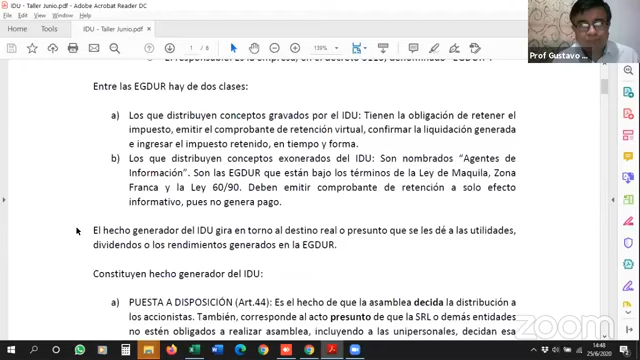 IDU - Taller Junio.pdf - Adobe Acrobat Reader DC
File Edit View Window Help
Home Tools IDU - Taller Junio.pdf ×
1 / 6 139%
Prof Gustavo ...
Entre las EGDUR hay de dos clases:
a) Los que distribuyen conceptos gravados por el IDU: Tienen la obligación de retener el
impuesto, emitir el comprobante de retención virtual, confirmar la liquidación generada
e ingresar el impuesto retenido, en tiempo y forma.
b) Los que distribuyen conceptos exonerados del IDU: Son nombrados “Agentes de
Información”. Son las EGDUR que están bajo los términos de la Ley de Maquila, Zona
Franca y la Ley 60/90. Deben emitir comprobante de retención a solo efecto
informativo, pues no genera pago.
El hecho generador del IDU gira en torno al destino real o presunto que se les dé a las utilidades,
dividendos o los rendimientos generados en la EGDUR.
Constituyen hecho generador del IDU:
a) PUESTA A DISPOSICIÓN (Art.44): Es el hecho de que la asamblea decida la distribución a
los accionistas. También, corresponde al acto presunto de que la SRL o demás entidades
no estén obligados a realizar asamblea, incluyendo a las unipersonales, decidan esa
zoom
14:48
25/6/2020